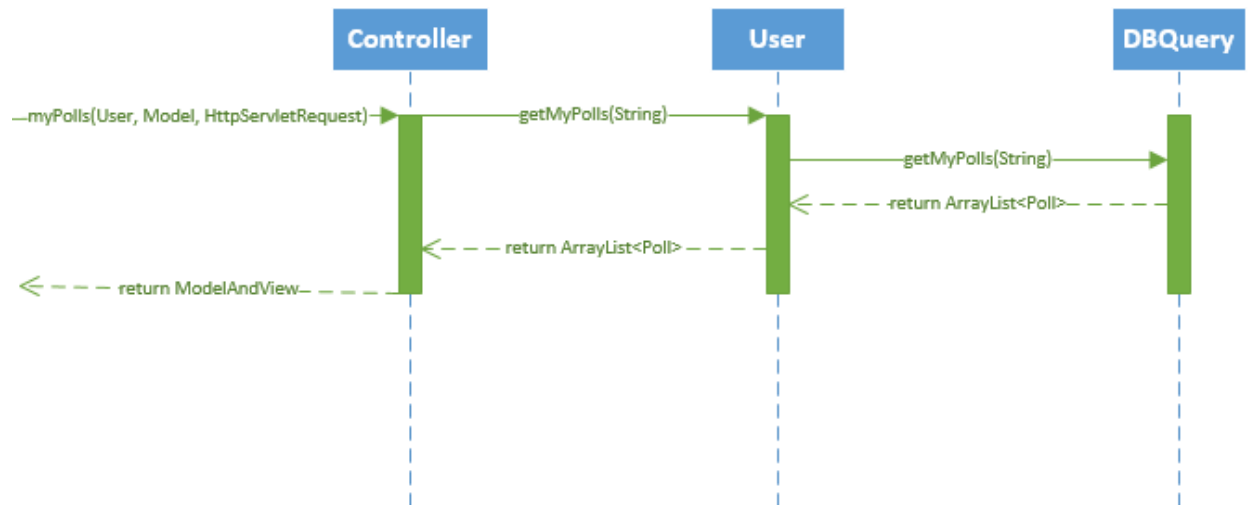 Controller
User
DBQuery
myPolls(User, Model, HttpServletRequest)
getMyPolls(String)
getMyPolls(String)
return ArrayList<Poll>
return ArrayList<Poll>
return ModelAndView